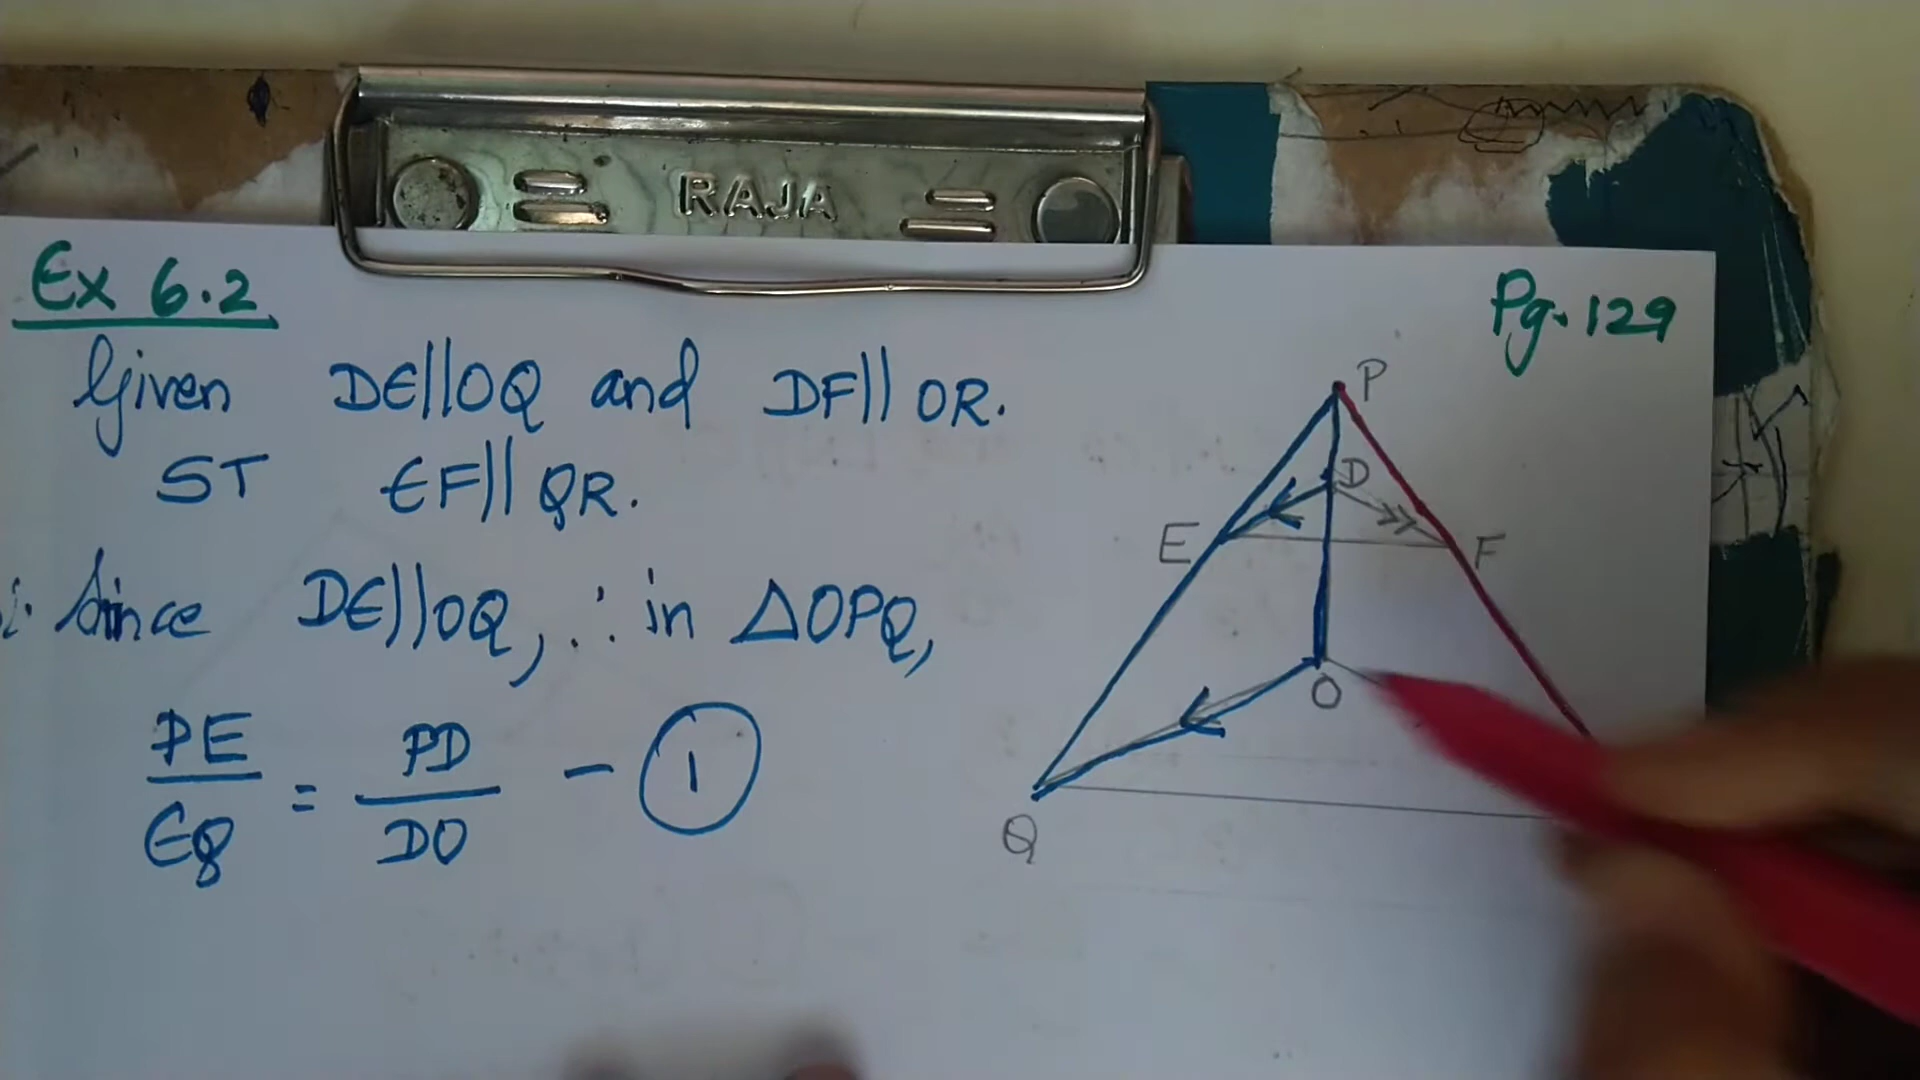 RAJA
Ex 6.2
Pg. 129
Given DE||OQ and DF|| OR.
ST EF|| QR.
Since DE||OQ, ∴ in △OPQ,
PE/EQ = PD/DO - ①
P
D
E
F
O
Q